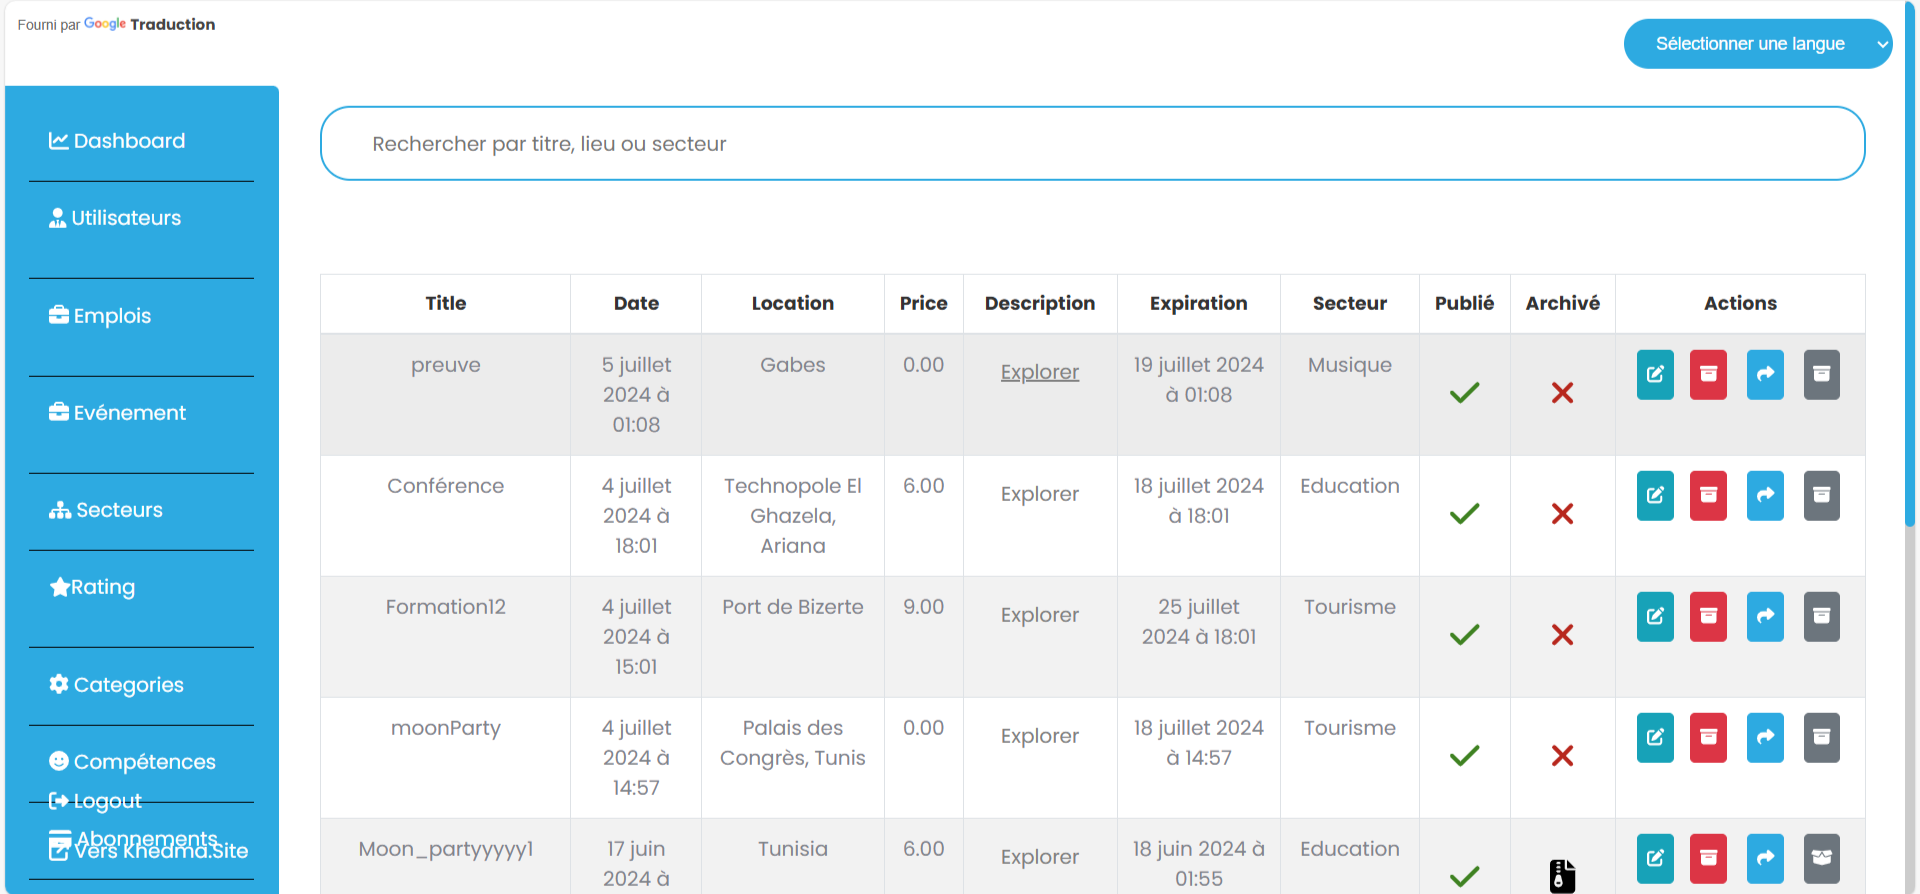 Fourni par Google Traduction
Sélectionner une langue
Dashboard
Utilisateurs
Emplois
Evénement
Secteurs
Rating
Categories
Compétences
Logout
Abonnements
Vers Khedma.Site
Rechercher par titre, lieu ou secteur
Title Date Location Price Description Expiration Secteur Publié Archivé Actions
preuve 5 juillet Gabes 0.00 Explorer 19 juillet 2024 Musique
2024 à à 01:08
01:08
Conférence 4 juillet Technopole El 6.00 Explorer 18 juillet 2024 Education
2024 à Ghazela, à 18:01
18:01 Ariana
Formation12 4 juillet Port de Bizerte 9.00 Explorer 25 juillet Tourisme
2024 à 2024 à 18:01
15:01
moonParty 4 juillet Palais des 0.00 Explorer 18 juillet 2024 Tourisme
2024 à Congrès, Tunis à 14:57
14:57
Moon_partyyyyy1 17 juin Tunisia 6.00 Explorer 18 juin 2024 à Education
2024 à 01:55